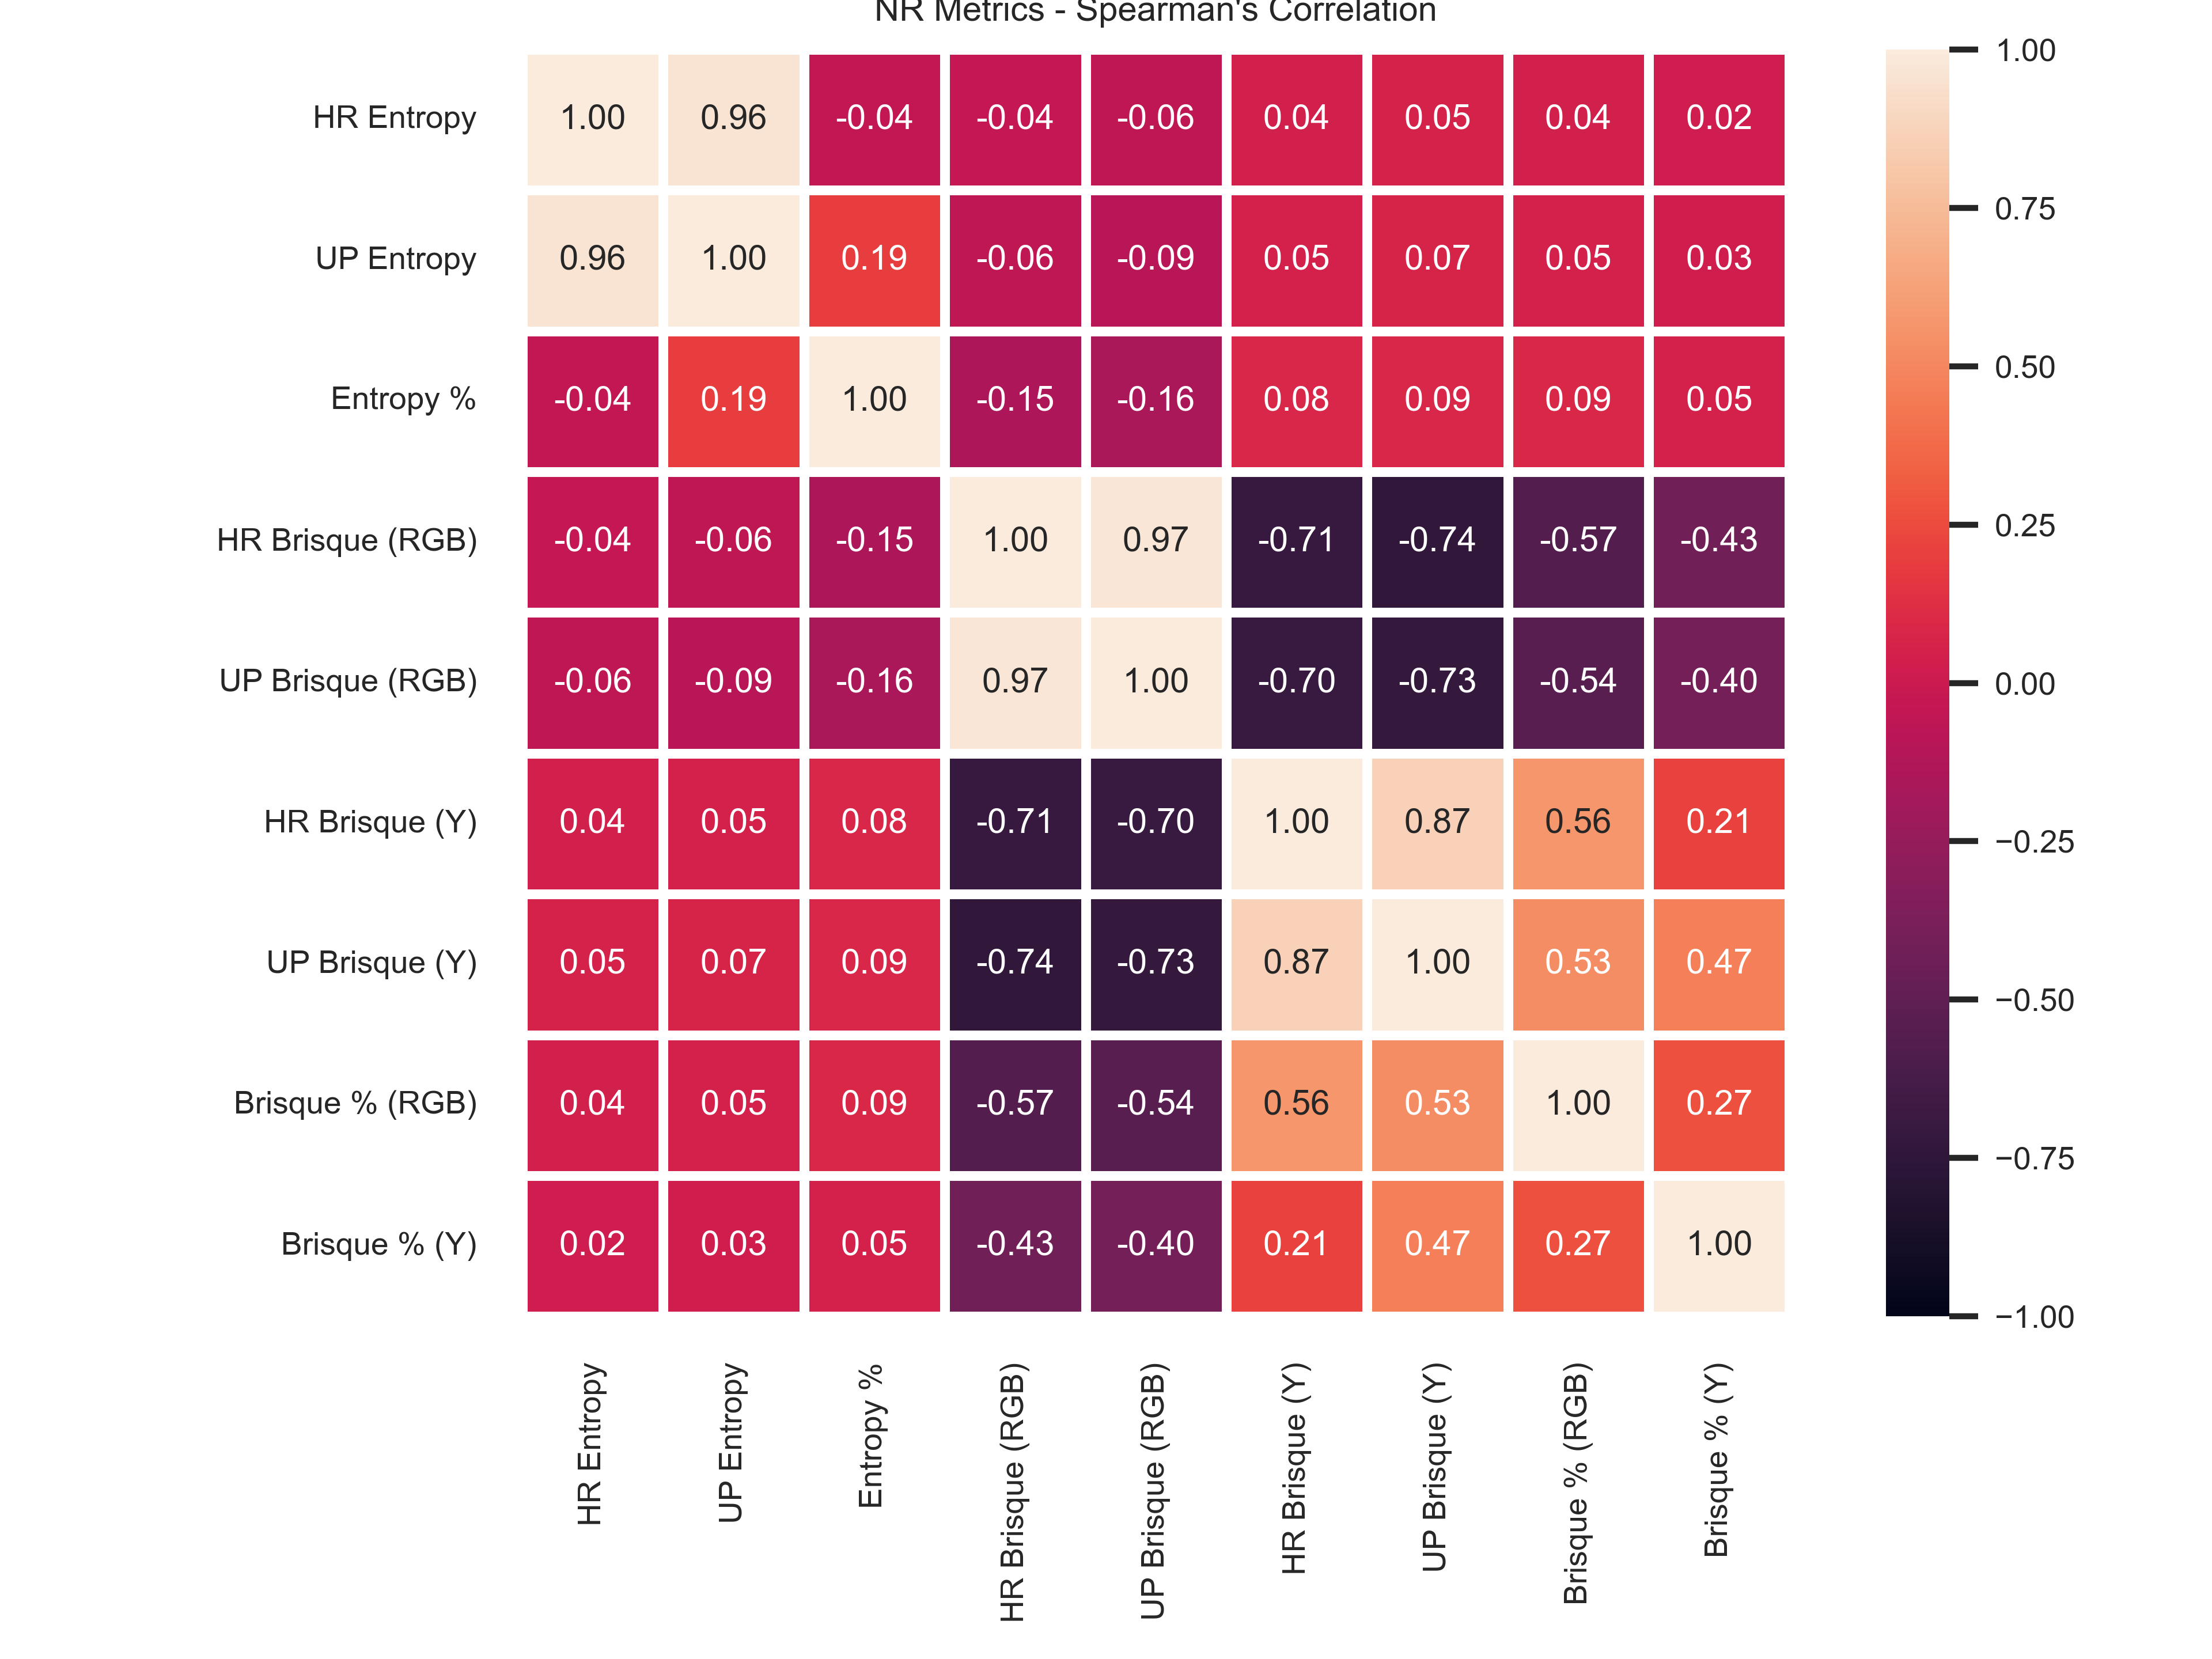 NR Metrics - Spearman's Correlation
HR Entropy 1.00 0.96 -0.04 -0.04 -0.06 0.04 0.05 0.04 0.02
UP Entropy 0.96 1.00 0.19 -0.06 -0.09 0.05 0.07 0.05 0.03
Entropy % -0.04 0.19 1.00 -0.15 -0.16 0.08 0.09 0.09 0.05
HR Brisque (RGB) -0.04 -0.06 -0.15 1.00 0.97 -0.71 -0.74 -0.57 -0.43
UP Brisque (RGB) -0.06 -0.09 -0.16 0.97 1.00 -0.70 -0.73 -0.54 -0.40
HR Brisque (Y) 0.04 0.05 0.08 -0.71 -0.70 1.00 0.87 0.56 0.21
UP Brisque (Y) 0.05 0.07 0.09 -0.74 -0.73 0.87 1.00 0.53 0.47
Brisque % (RGB) 0.04 0.05 0.09 -0.57 -0.54 0.56 0.53 1.00 0.27
Brisque % (Y) 0.02 0.03 0.05 -0.43 -0.40 0.21 0.47 0.27 1.00
HR Entropy
UP Entropy
Entropy %
HR Brisque (RGB)
UP Brisque (RGB)
HR Brisque (Y)
UP Brisque (Y)
Brisque % (RGB)
Brisque % (Y)
1.00
0.75
0.50
0.25
0.00
−0.25
−0.50
−0.75
−1.00